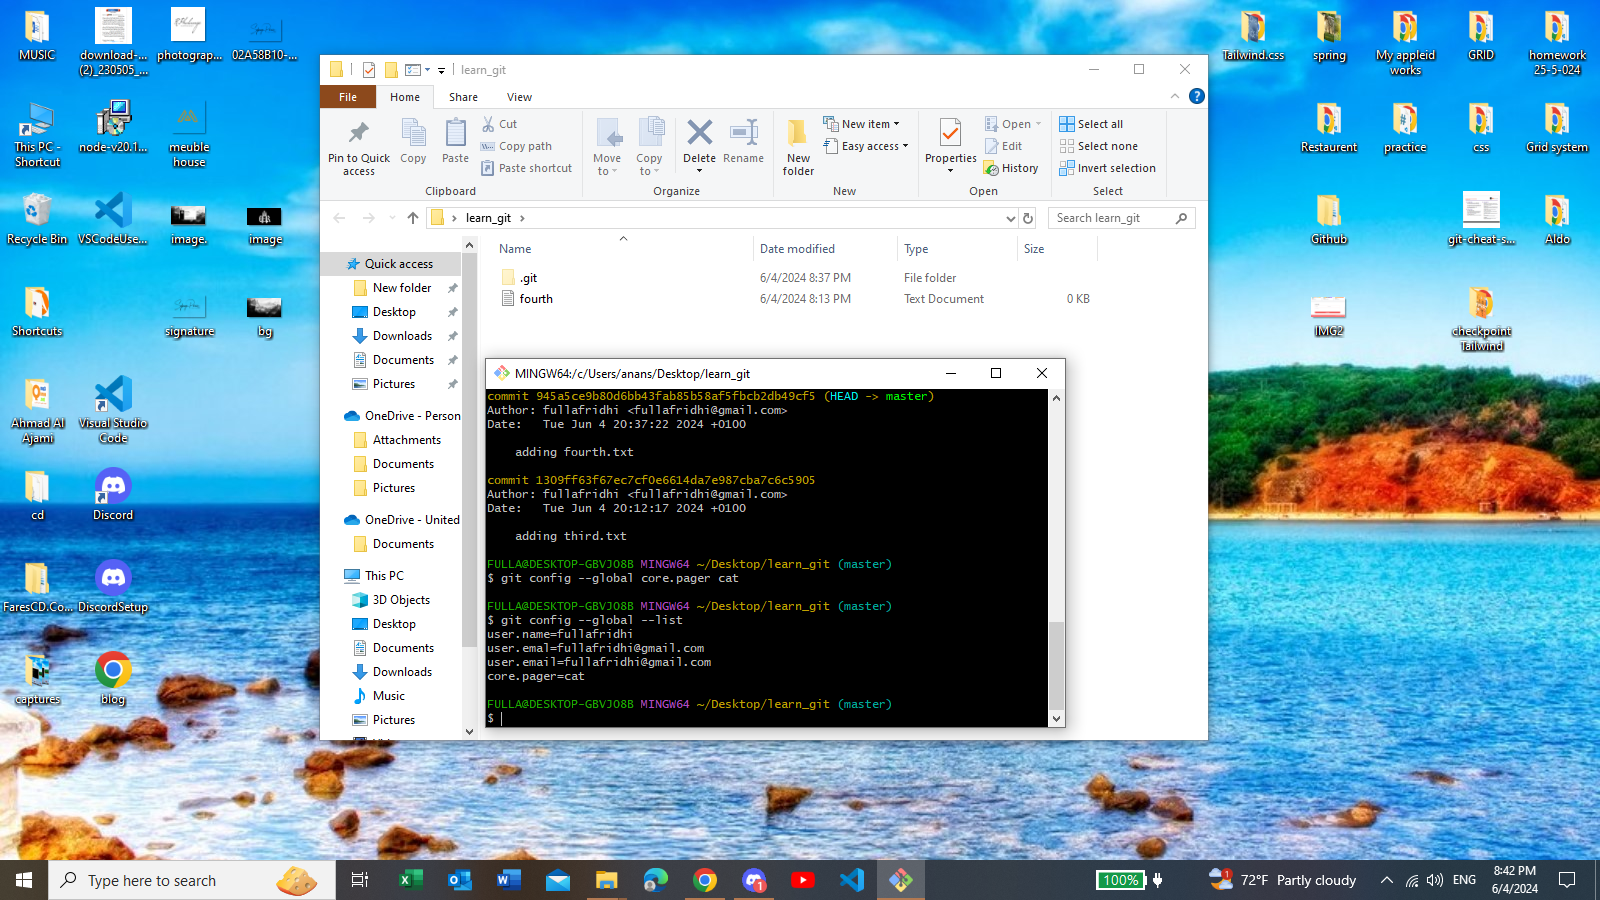 MUSIC
download-...
(2)_230505_...
photograp...
02A58B10-...
This PC -
Shortcut
node-v20.1...
meuble
house
Recycle Bin
VSCodeUse...
image.
image
Shortcuts
signature
bg
Ahmad Al
Ajami
Visual Studio
Code
cd
Discord
FaresCD.Co...
DiscordSetup
captures
blog
Tailwind.css
spring
My appleid
works
GRID
homework
25-5-024
Restaurent
practice
css
Grid system
Github
git-cheat-s...
Aldo
IMG2
checkpoint
Tailwind
learn_git
File
Home
Share
View
Pin to Quick
access
Copy
Paste
Cut
Copy path
Paste shortcut
Clipboard
Move
to
Copy
to
Delete
Rename
Organize
New
folder
New item
Easy access
New
Properties
Open
Edit
History
Open
Select all
Select none
Invert selection
Select
learn_git
Search learn_git
Name
Date modified
Type
Size
.git
6/4/2024 8:37 PM
File folder
fourth
6/4/2024 8:13 PM
Text Document
0 KB
Quick access
New folder
Desktop
Downloads
Documents
Pictures
OneDrive - Person
Attachments
Documents
Pictures
OneDrive - United
Documents
This PC
3D Objects
Desktop
Documents
Downloads
Music
Pictures
MINGW64:/c/Users/anans/Desktop/learn_git
commit 945a5ce9b80d6bb43fab85b58af5fbcb2db49cf5 (HEAD -> master)
Author: fullafridhi <fullafridhi@gmail.com>
Date:   Tue Jun 4 20:37:22 2024 +0100
adding fourth.txt
commit 1309ff63f67ec7cf0e6614da7e987cba7c6c5905
Author: fullafridhi <fullafridhi@gmail.com>
Date:   Tue Jun 4 20:12:17 2024 +0100
adding third.txt
FULLA@DESKTOP-GBVJO8B MINGW64 ~/Desktop/learn_git (master)
$ git config --global core.pager cat
FULLA@DESKTOP-GBVJO8B MINGW64 ~/Desktop/learn_git (master)
$ git config --global --list
user.name=fullafridhi
user.emal=fullafridhi@gmail.com
user.email=fullafridhi@gmail.com
core.pager=cat
FULLA@DESKTOP-GBVJO8B MINGW64 ~/Desktop/learn_git (master)
$
Type here to search
100%
72°F Partly cloudy
ENG
8:42 PM
6/4/2024